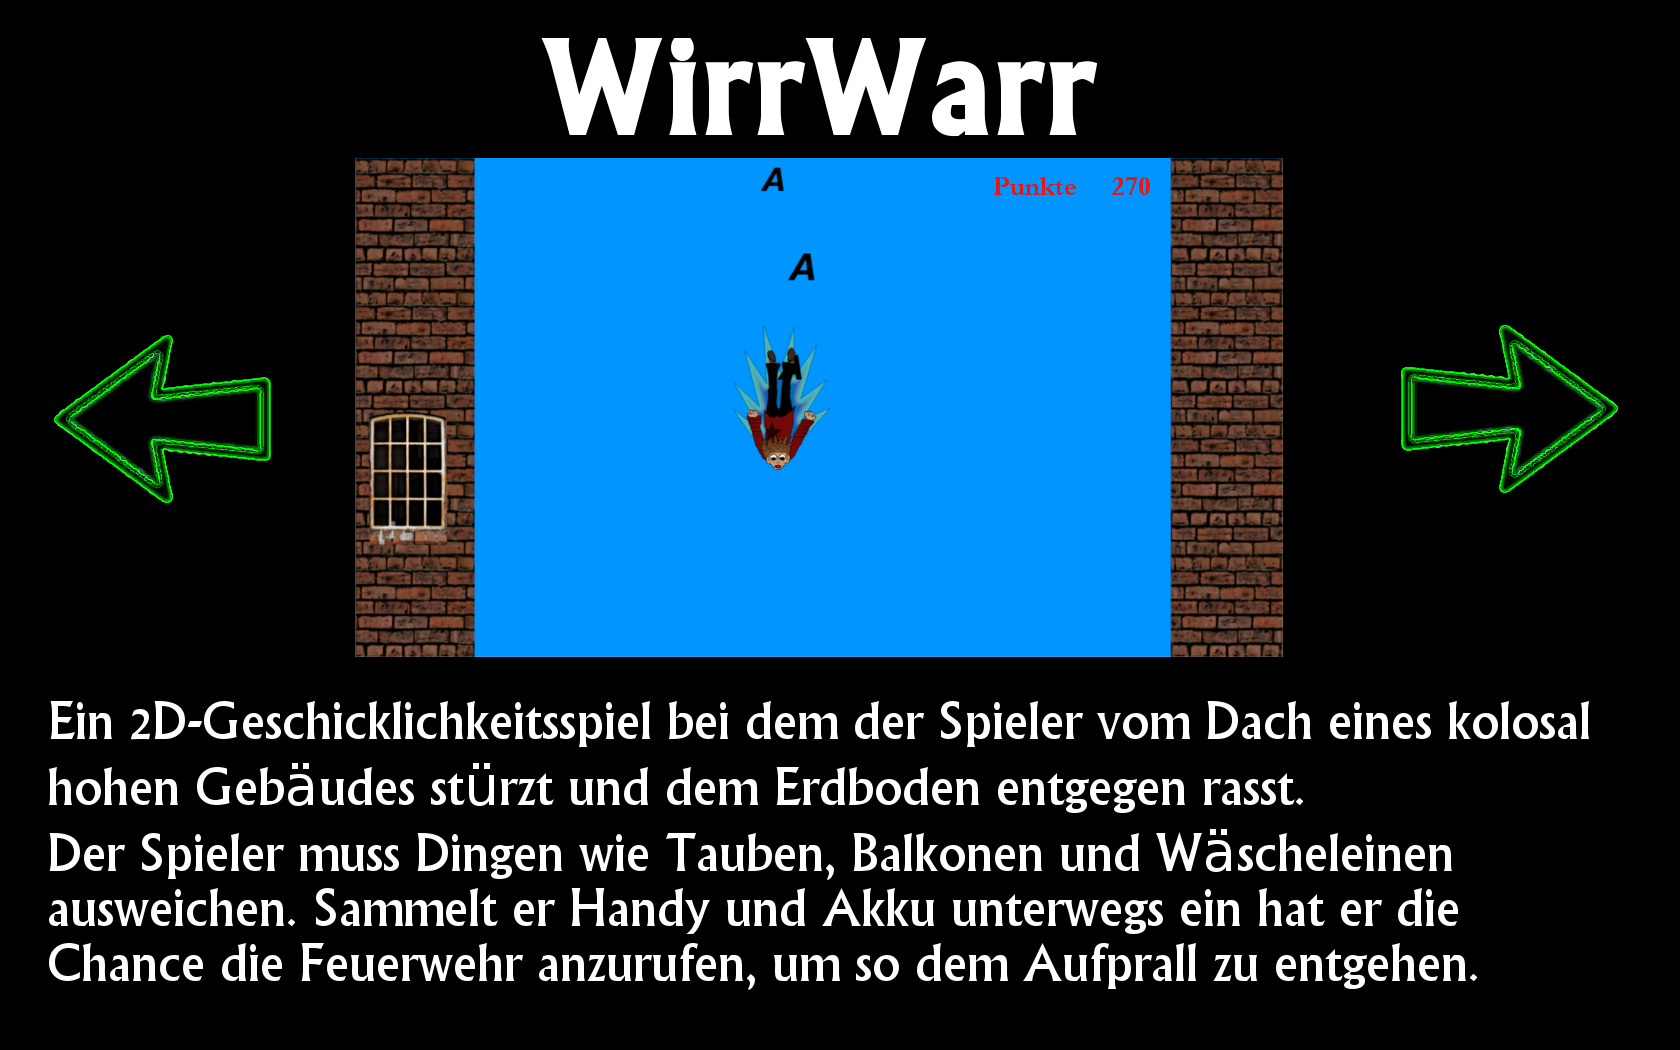 WirrWarr
A
Punkte 270
A
A
Ein 2D-Geschicklichkeitsspiel bei dem der Spieler vom Dach eines kolosal
hohen Gebäudes stürzt und dem Erdboden entgegen rasst.
Der Spieler muss Dingen wie Tauben, Balkonen und Wäscheleinen
ausweichen. Sammelt er Handy und Akku unterwegs ein hat er die
Chance die Feuerwehr anzurufen, um so dem Aufprall zu entgehen.